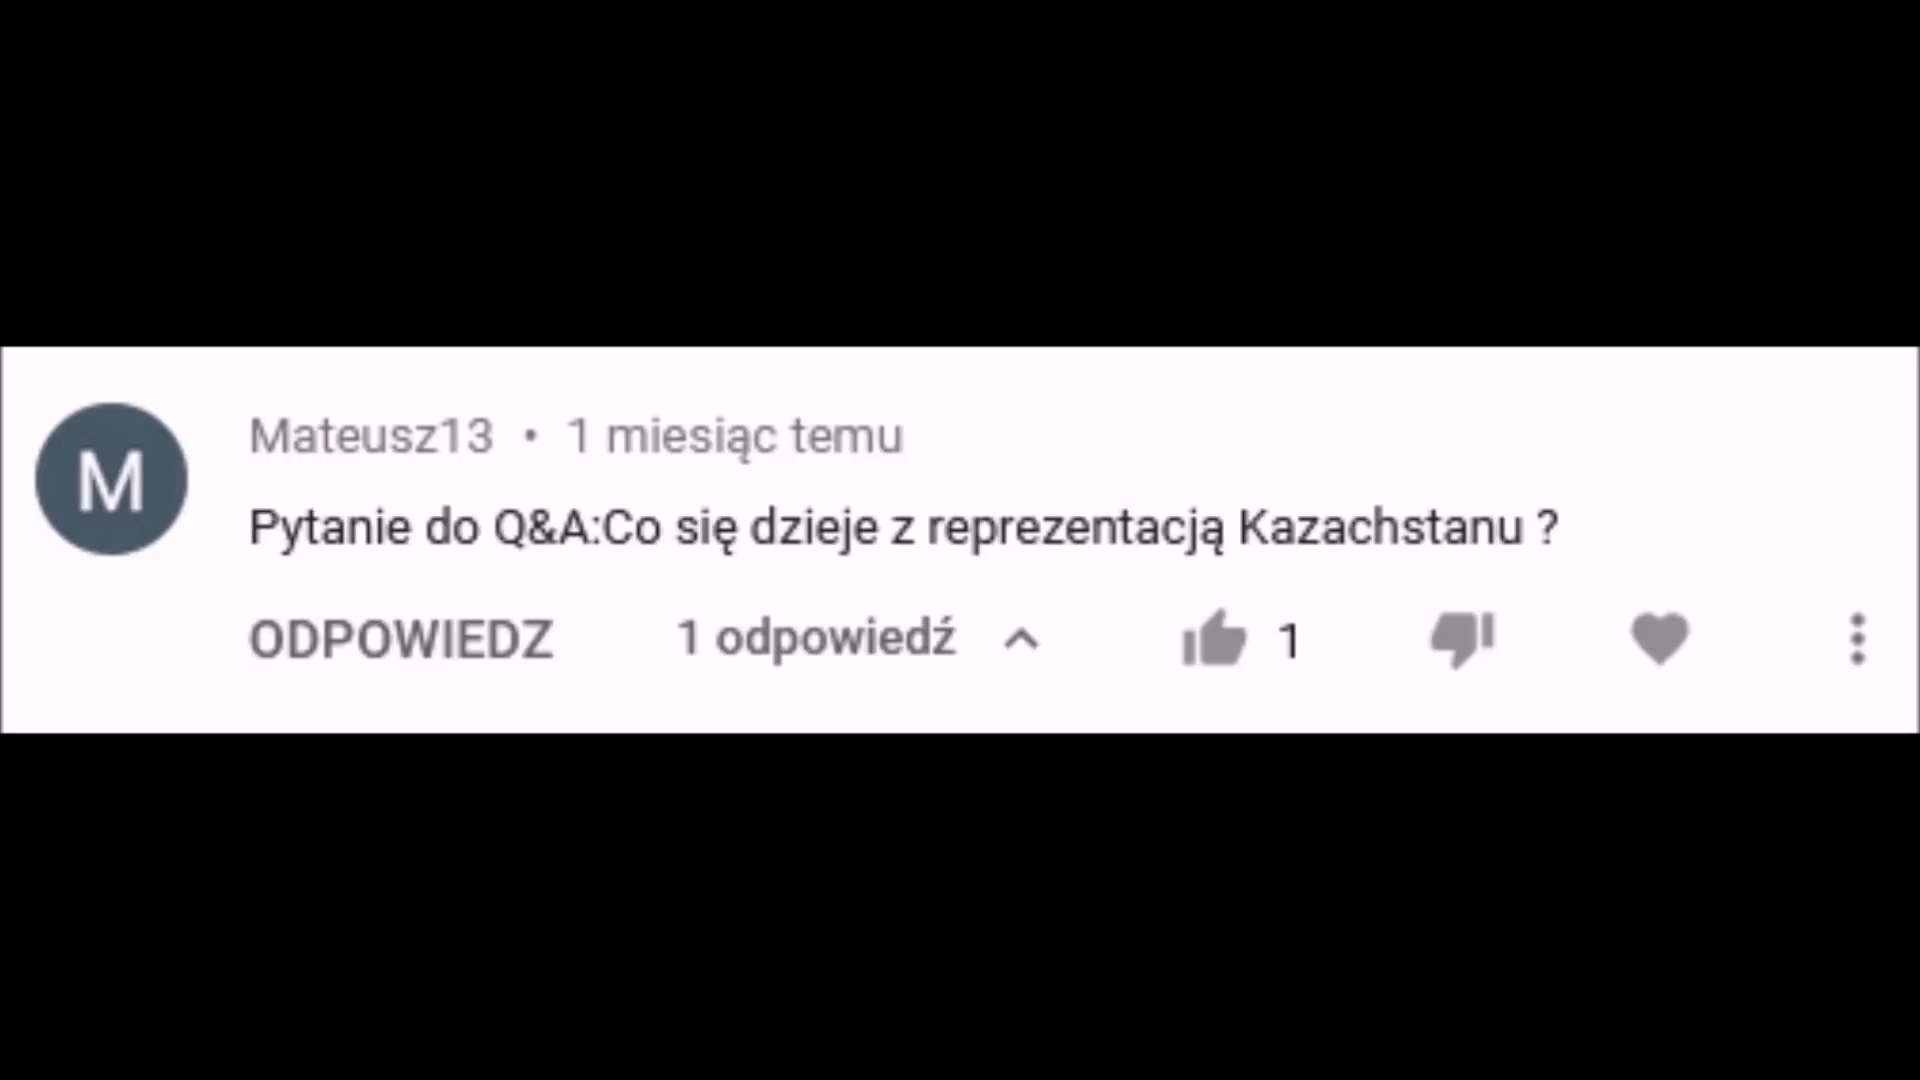 M
Mateusz13 • 1 miesiąc temu
Pytanie do Q&A:Co się dzieje z reprezentacją Kazachstanu ?
ODPOWIEDZ 1 odpowiedź 1